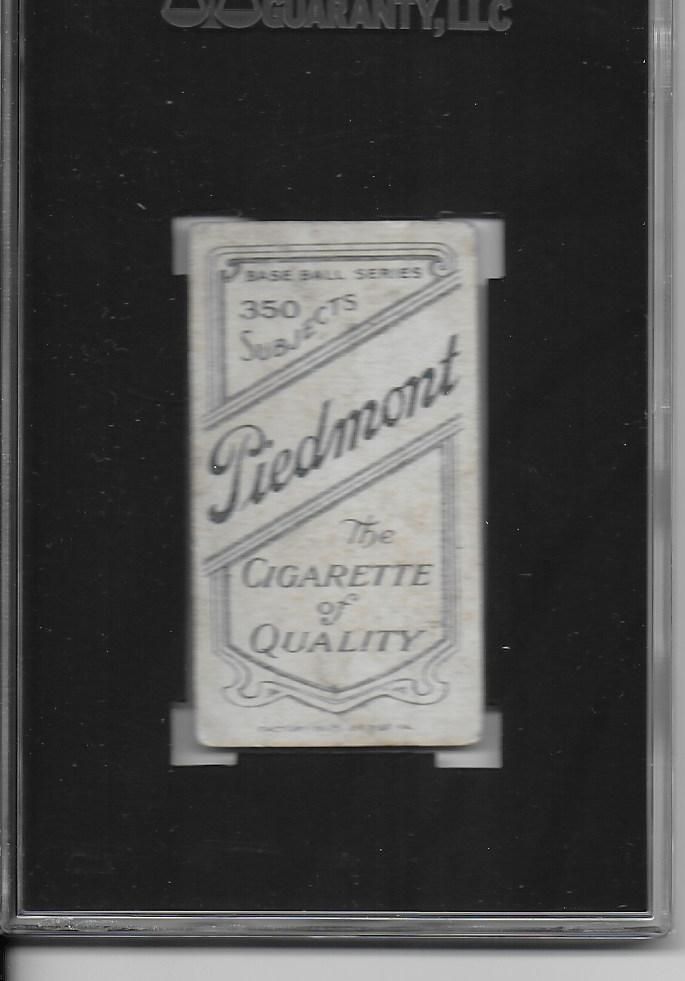 GUARANTY, LLC
BASE BALL SERIES
350
SUBJECTS
Piedmont
The
CIGARETTE
of
QUALITY